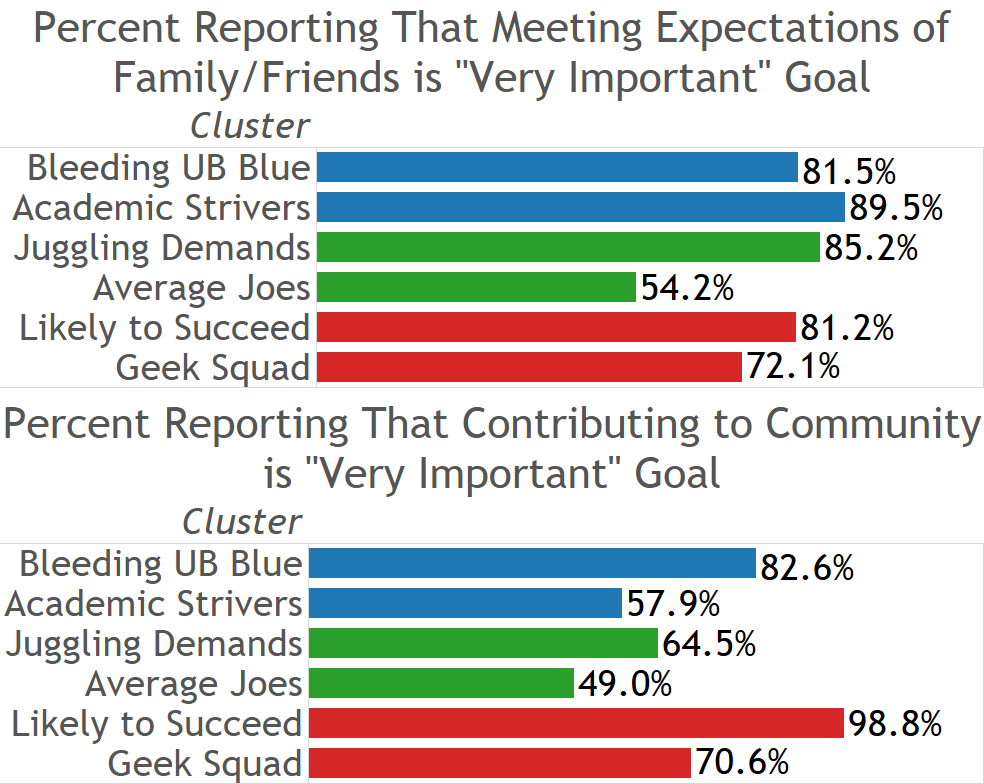 Percent Reporting That Meeting Expectations of
Family/Friends is "Very Important" Goal
Cluster
Bleeding UB Blue 81.5%
Academic Strivers 89.5%
Juggling Demands 85.2%
Average Joes 54.2%
Likely to Succeed 81.2%
Geek Squad 72.1%
Percent Reporting That Contributing to Community
is "Very Important" Goal
Cluster
Bleeding UB Blue 82.6%
Academic Strivers 57.9%
Juggling Demands 64.5%
Average Joes 49.0%
Likely to Succeed 98.8%
Geek Squad 70.6%